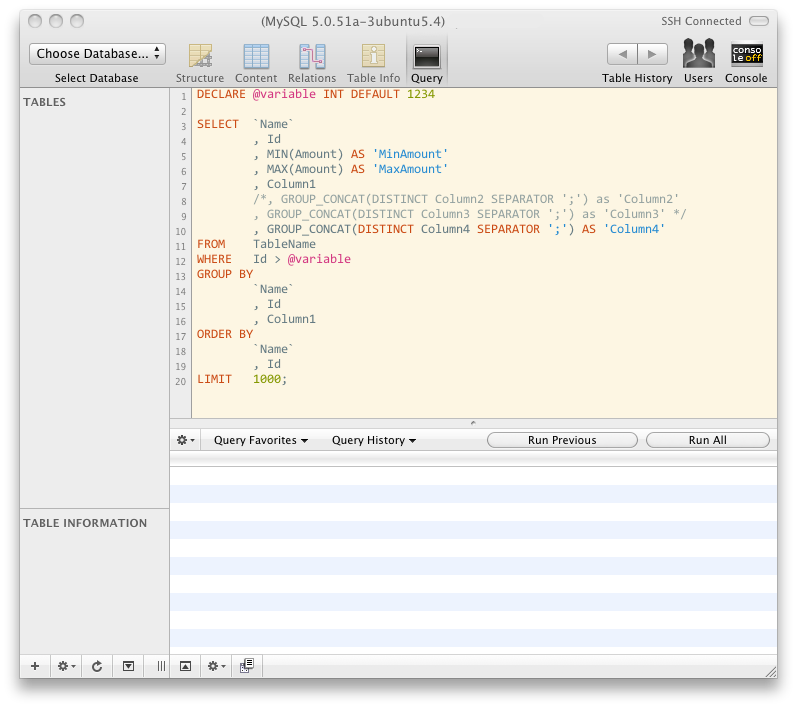 (MySQL 5.0.51a-3ubuntu5.4)
SSH Connected
Choose Database...
Select Database
Structure
Content
Relations
Table Info
Query
Table History
Users
conso
le off
Console
TABLES
1 DECLARE @variable INT DEFAULT 1234
2
3 SELECT `Name`
4 , Id
5 , MIN(Amount) AS 'MinAmount'
6 , MAX(Amount) AS 'MaxAmount'
7 , Column1
8 /*, GROUP_CONCAT(DISTINCT Column2 SEPARATOR ';') as 'Column2'
9 , GROUP_CONCAT(DISTINCT Column3 SEPARATOR ';') as 'Column3' */
10 , GROUP_CONCAT(DISTINCT Column4 SEPARATOR ';') AS 'Column4'
11 FROM TableName
12 WHERE Id > @variable
13 GROUP BY
14 `Name`
15 , Id
16 , Column1
17 ORDER BY
18 `Name`
19 , Id
20 LIMIT 1000;
Query Favorites
Query History
Run Previous
Run All
TABLE INFORMATION